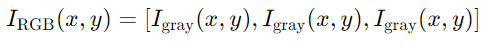 I_RGB(x, y) = [I_gray(x, y), I_gray(x, y), I_gray(x, y)]